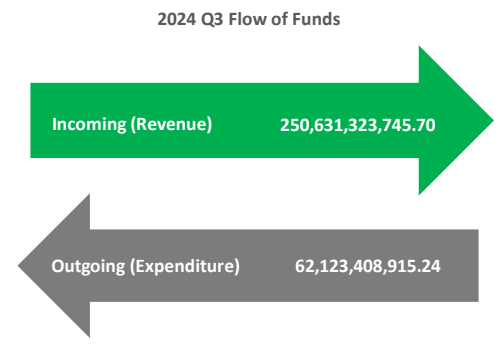 2024 Q3 Flow of Funds
Incoming (Revenue) 250,631,323,745.70
Outgoing (Expenditure) 62,123,408,915.24